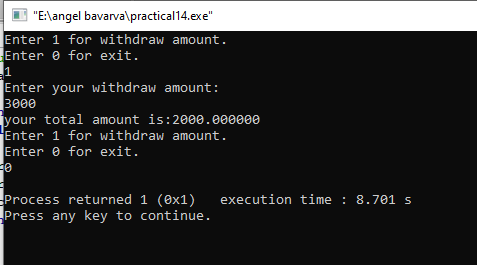 "E:\angel bavarva\practical14.exe"
Enter 1 for withdraw amount.
Enter 0 for exit.
1
Enter your withdraw amount:
3000
your total amount is:2000.000000
Enter 1 for withdraw amount.
Enter 0 for exit.
0
Process returned 1 (0x1)   execution time : 8.701 s
Press any key to continue.